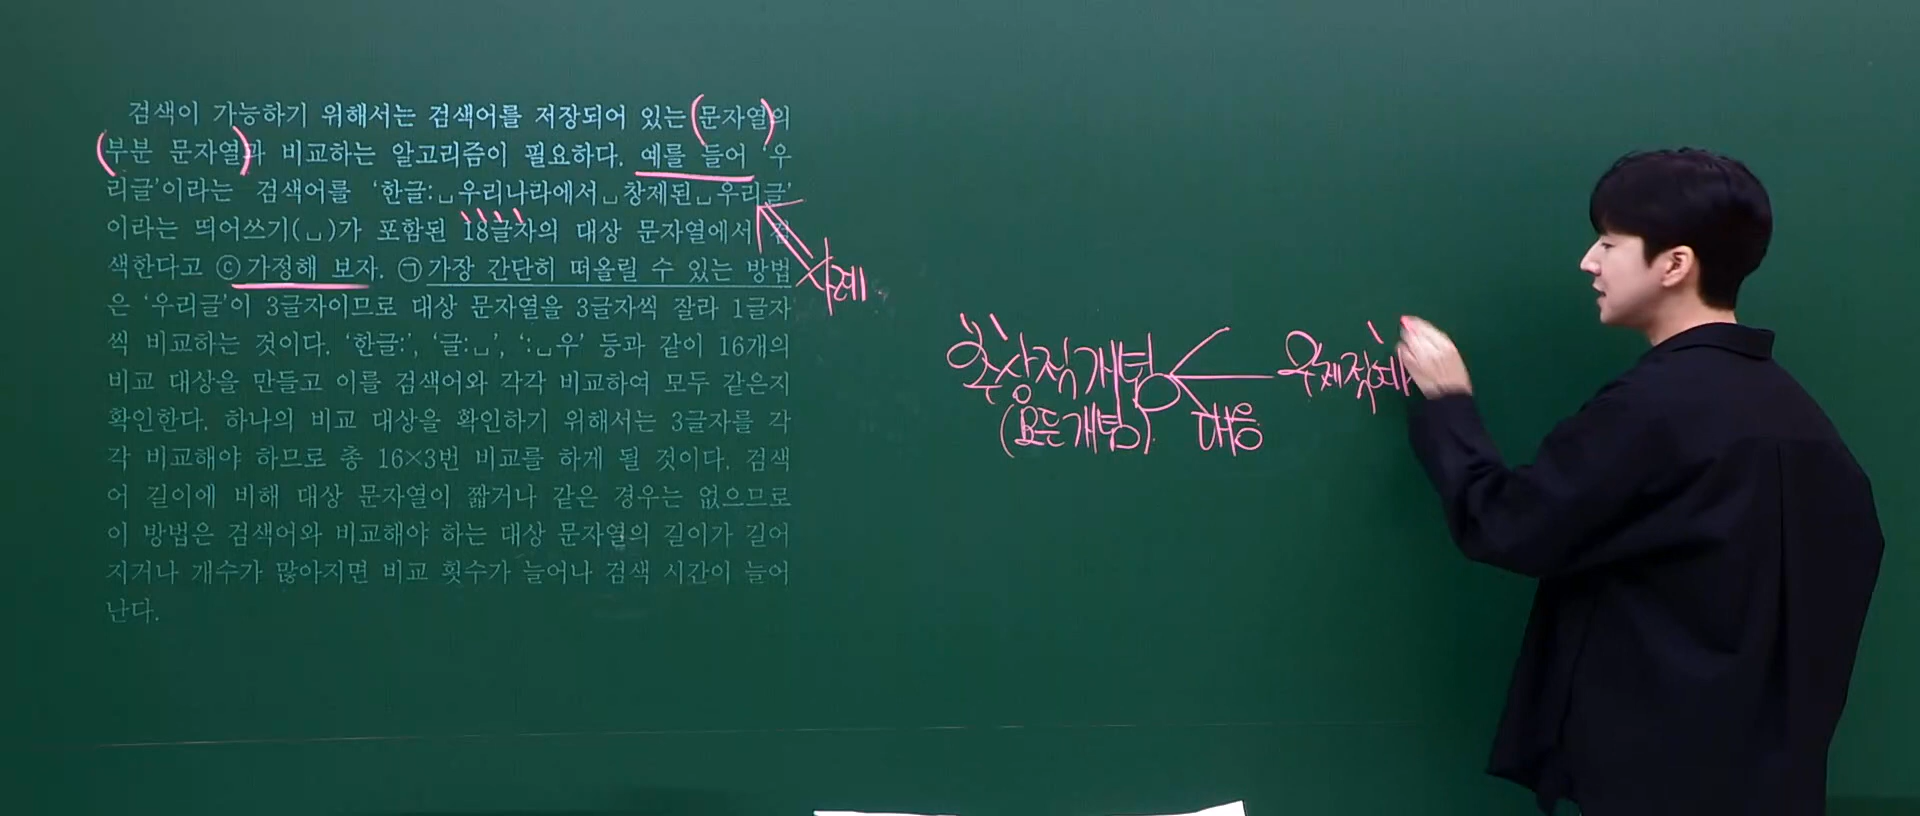 검색이 가능하기 위해서는 검색어를 저장되어 있는 (문자열)의
(부분 문자열)과 비교하는 알고리즘이 필요하다. 예를 들어 ‘우
리글’이라는 검색어를 ‘한글:␣우리나라에서␣창제된␣우리글’
이라는 띄어쓰기(␣)가 포함된 18글자의 대상 문자열에서 검
색한다고 ⓒ가정해 보자. ㉠가장 간단히 떠올릴 수 있는 방법
은 ‘우리글’이 3글자이므로 대상 문자열을 3글자씩 잘라 1글자
씩 비교하는 것이다. ‘한글:’, ‘글:␣’, ‘:␣우’ 등과 같이 16개의
비교 대상을 만들고 이를 검색어와 각각 비교하여 모두 같은지
확인한다. 하나의 비교 대상을 확인하기 위해서는 3글자를 각
각 비교해야 하므로 총 16×3번 비교를 하게 될 것이다. 검색
어 길이에 비해 대상 문자열이 짧거나 같은 경우는 없으므로
이 방법은 검색어와 비교해야 하는 대상 문자열의 길이가 길어
지거나 개수가 많아지면 비교 횟수가 늘어나 검색 시간이 늘어
난다.
사례
추상적 개념
(모든 개념)
대응
구체적